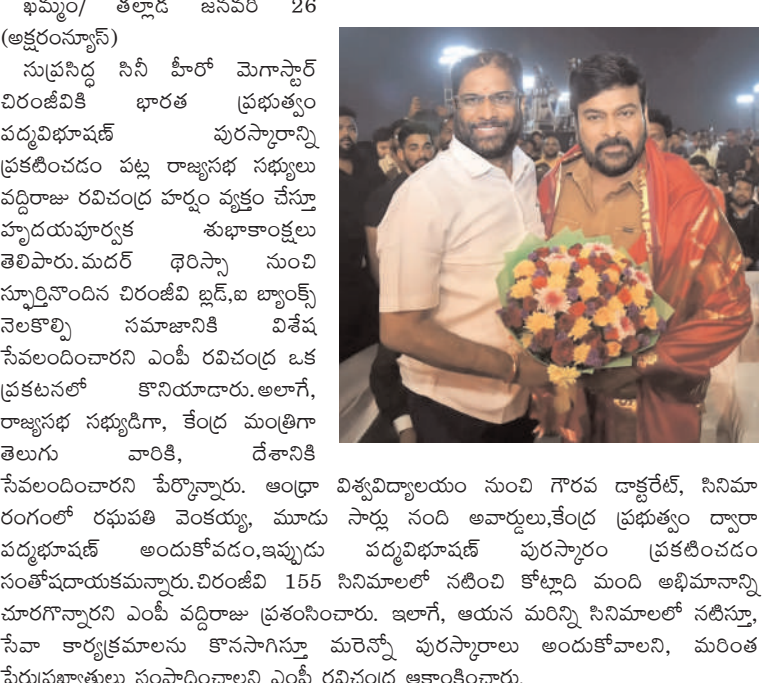 ఖమ్మం/ తల్లాడ జనవరి 26
(అక్షరంన్యూస్)
సుప్రసిద్ధ సినీ హీరో మెగాస్టార్
చిరంజీవికి భారత ప్రభుత్వం
పద్మవిభూషణ్ పురస్కారాన్ని
ప్రకటించడం పట్ల రాజ్యసభ సభ్యులు
వద్దిరాజు రవిచంద్ర హర్షం వ్యక్తం చేస్తూ
హృదయపూర్వక శుభాకాంక్షలు
తెలిపారు.మదర్ థెరిస్సా నుంచి
స్ఫూర్తినొందిన చిరంజీవి బ్లడ్,ఐ బ్యాంక్స్
నెలకొల్పి సమాజానికి విశేష
సేవలందించారని ఎంపీ రవిచంద్ర ఒక
ప్రకటనలో కొనియాడారు.అలాగే,
రాజ్యసభ సభ్యుడిగా, కేంద్ర మంత్రిగా
తెలుగు వారికి, దేశానికి
సేవలందించారని పేర్కొన్నారు. ఆంధ్రా విశ్వవిద్యాలయం నుంచి గౌరవ డాక్టరేట్, సినిమా
రంగంలో రఘుపతి వెంకయ్య, మూడు సార్లు నంది అవార్డులు,కేంద్ర ప్రభుత్వం ద్వారా
పద్మభూషణ్ అందుకోవడం,ఇప్పుడు పద్మవిభూషణ్ పురస్కారం ప్రకటించడం
సంతోషదాయకమన్నారు.చిరంజీవి 155 సినిమాలలో నటించి కోట్లాది మంది అభిమానాన్ని
చూరగొన్నారని ఎంపీ వద్దిరాజు ప్రశంసించారు. ఇలాగే, ఆయన మరిన్ని సినిమాలలో నటిస్తూ,
సేవా కార్యక్రమాలను కొనసాగిస్తూ మరెన్నో పురస్కారాలు అందుకోవాలని, మరింత
పేరుప్రఖ్యాతులు సంపాదించాలని ఎంపీ రవిచంద్ర ఆకాంక్షించారు.